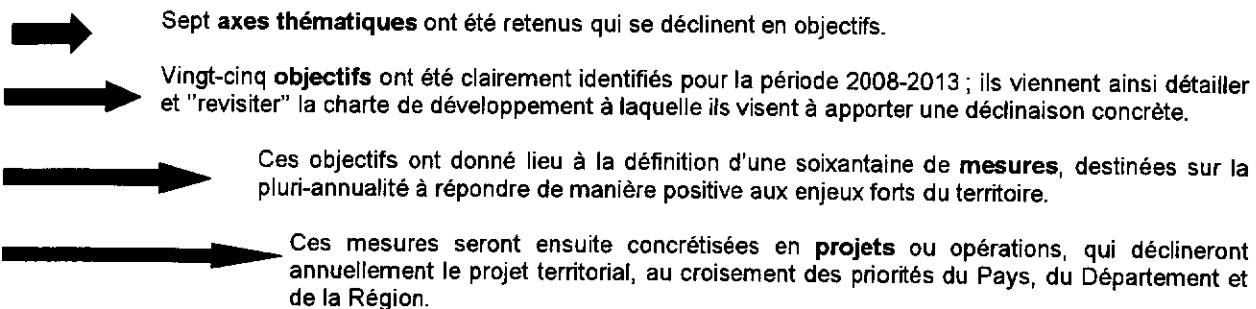 Sept axes thématiques ont été retenus qui se déclinent en objectifs.
Vingt-cinq objectifs ont été clairement identifiés pour la période 2008-2013 ; ils viennent ainsi détailler
et "revisiter" la charte de développement à laquelle ils visent à apporter une déclinaison concrète.
Ces objectifs ont donné lieu à la définition d'une soixantaine de mesures, destinées sur la
pluri-annualité à répondre de manière positive aux enjeux forts du territoire.
Ces mesures seront ensuite concrétisées en projets ou opérations, qui déclineront
annuellement le projet territorial, au croisement des priorités du Pays, du Département et
de la Région.